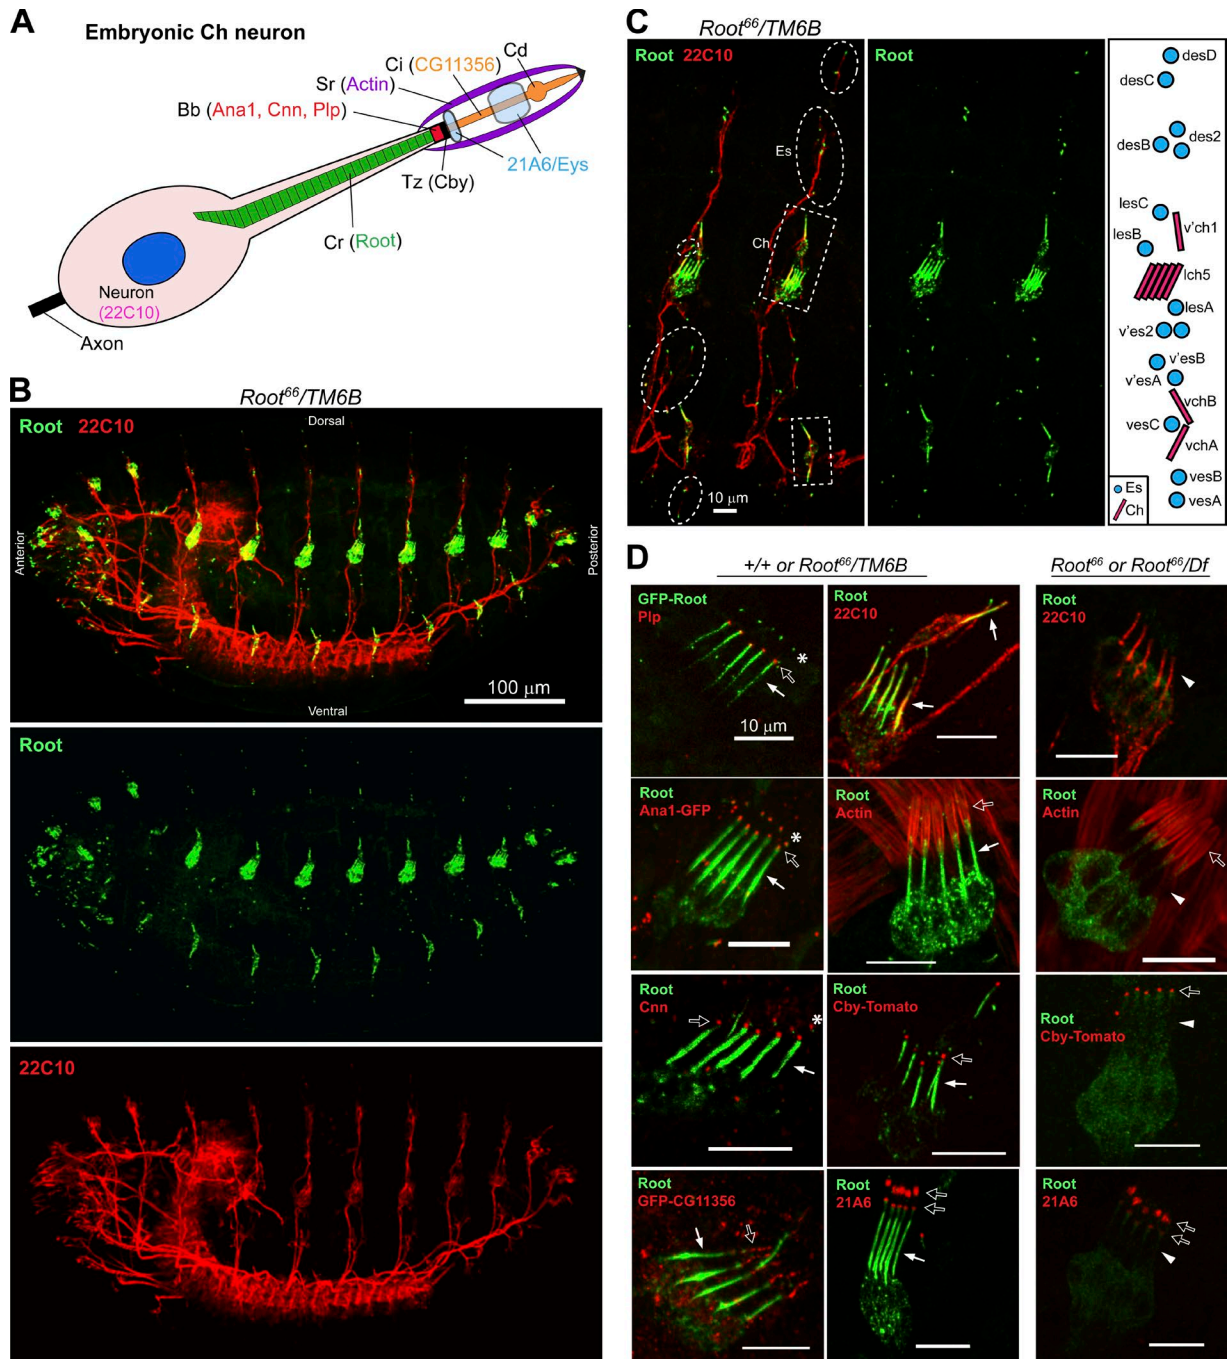 A
Embryonic Ch neuron
Cd
Ci (CG11356)
Sr (Actin)
Bb (Ana1, Cnn, Plp)
21A6/Eys
Tz (Cby)
Cr (Root)
Neuron
(22C10)
Axon
B
Root⁶⁶/TM6B
Root 22C10
Dorsal
Anterior
Posterior
100 μm
Ventral
Root
22C10
C
Root⁶⁶/TM6B
Root 22C10
Es
Ch
10 μm
Root
desD
desC
des2
desB
lesC
v'ch1
lesB
lch5
lesA
v'es2
v'esB
v'esA
vchB
vesC
vchA
vesB
vesA
Es
Ch
D
+/+ or Root⁶⁶/TM6B
Root⁶⁶ or Root⁶⁶/Df
GFP-Root
Plp
*
10 μm
Root
22C10
Root
22C10
Root
Ana1-GFP
*
Root
Actin
Root
Actin
Root
Cnn
*
Root
Cby-Tomato
Root
Cby-Tomato
Root
GFP-CG11356
Root
21A6
Root
21A6